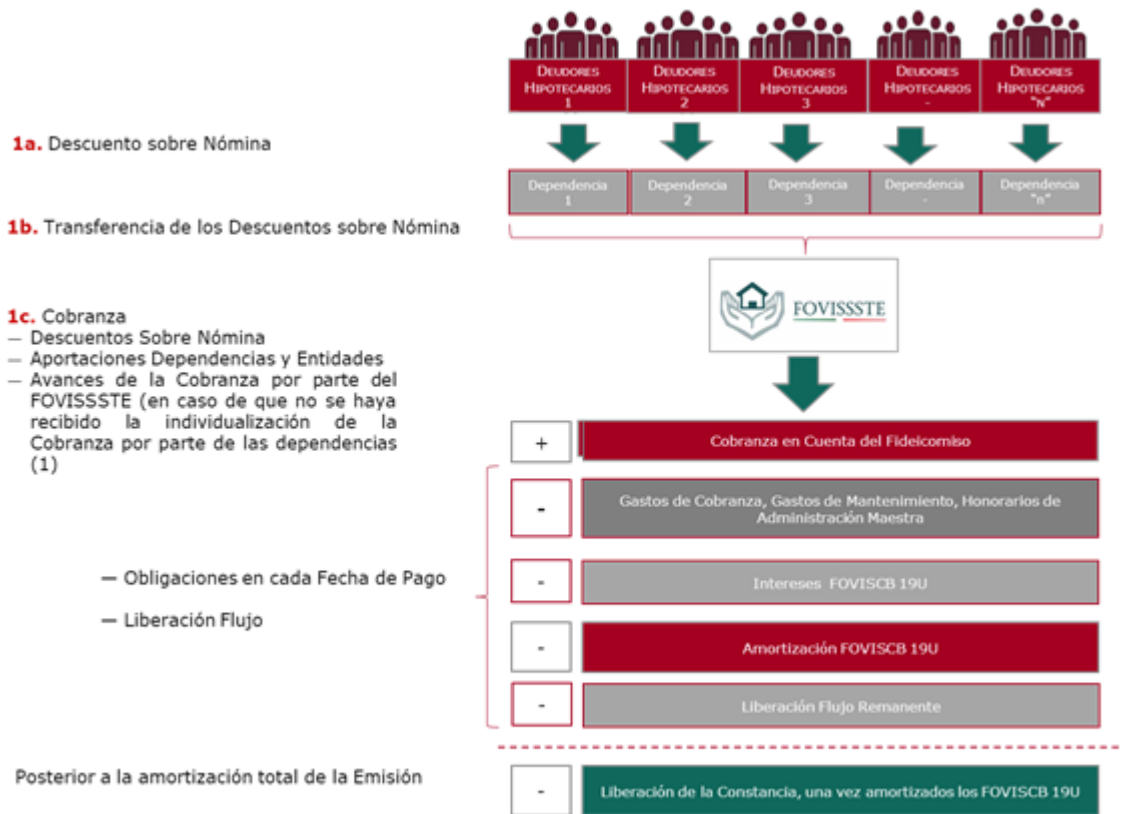 DEUDORES
HIPOTECARIOS
1
DEUDORES
HIPOTECARIOS
2
DEUDORES
HIPOTECARIOS
3
DEUDORES
HIPOTECARIOS
-
DEUDORES
HIPOTECARIOS
"N"
1a. Descuento sobre Nómina
Dependencia
1
Dependencia
2
Dependencia
3
Dependencia
-
Dependencia
"n"
1b. Transferencia de los Descuentos sobre Nómina
FOVISSSTE
1c. Cobranza
— Descuentos Sobre Nómina
— Aportaciones Dependencias y Entidades
— Avances de la Cobranza por parte del
FOVISSSTE (en caso de que no se haya
recibido la individualización de la
Cobranza por parte de las dependencias
(1)
+ Cobranza en Cuenta del Fideicomiso
- Gastos de Cobranza, Gastos de Mantenimiento, Honorarios de
Administración Maestra
— Obligaciones en cada Fecha de Pago
— Liberación Flujo
- Intereses FOVISCB 19U
- Amortización FOVISCB 19U
- Liberación Flujo Remanente
Posterior a la amortización total de la Emisión
- Liberación de la Constancia, una vez amortizados los FOVISCB 19U